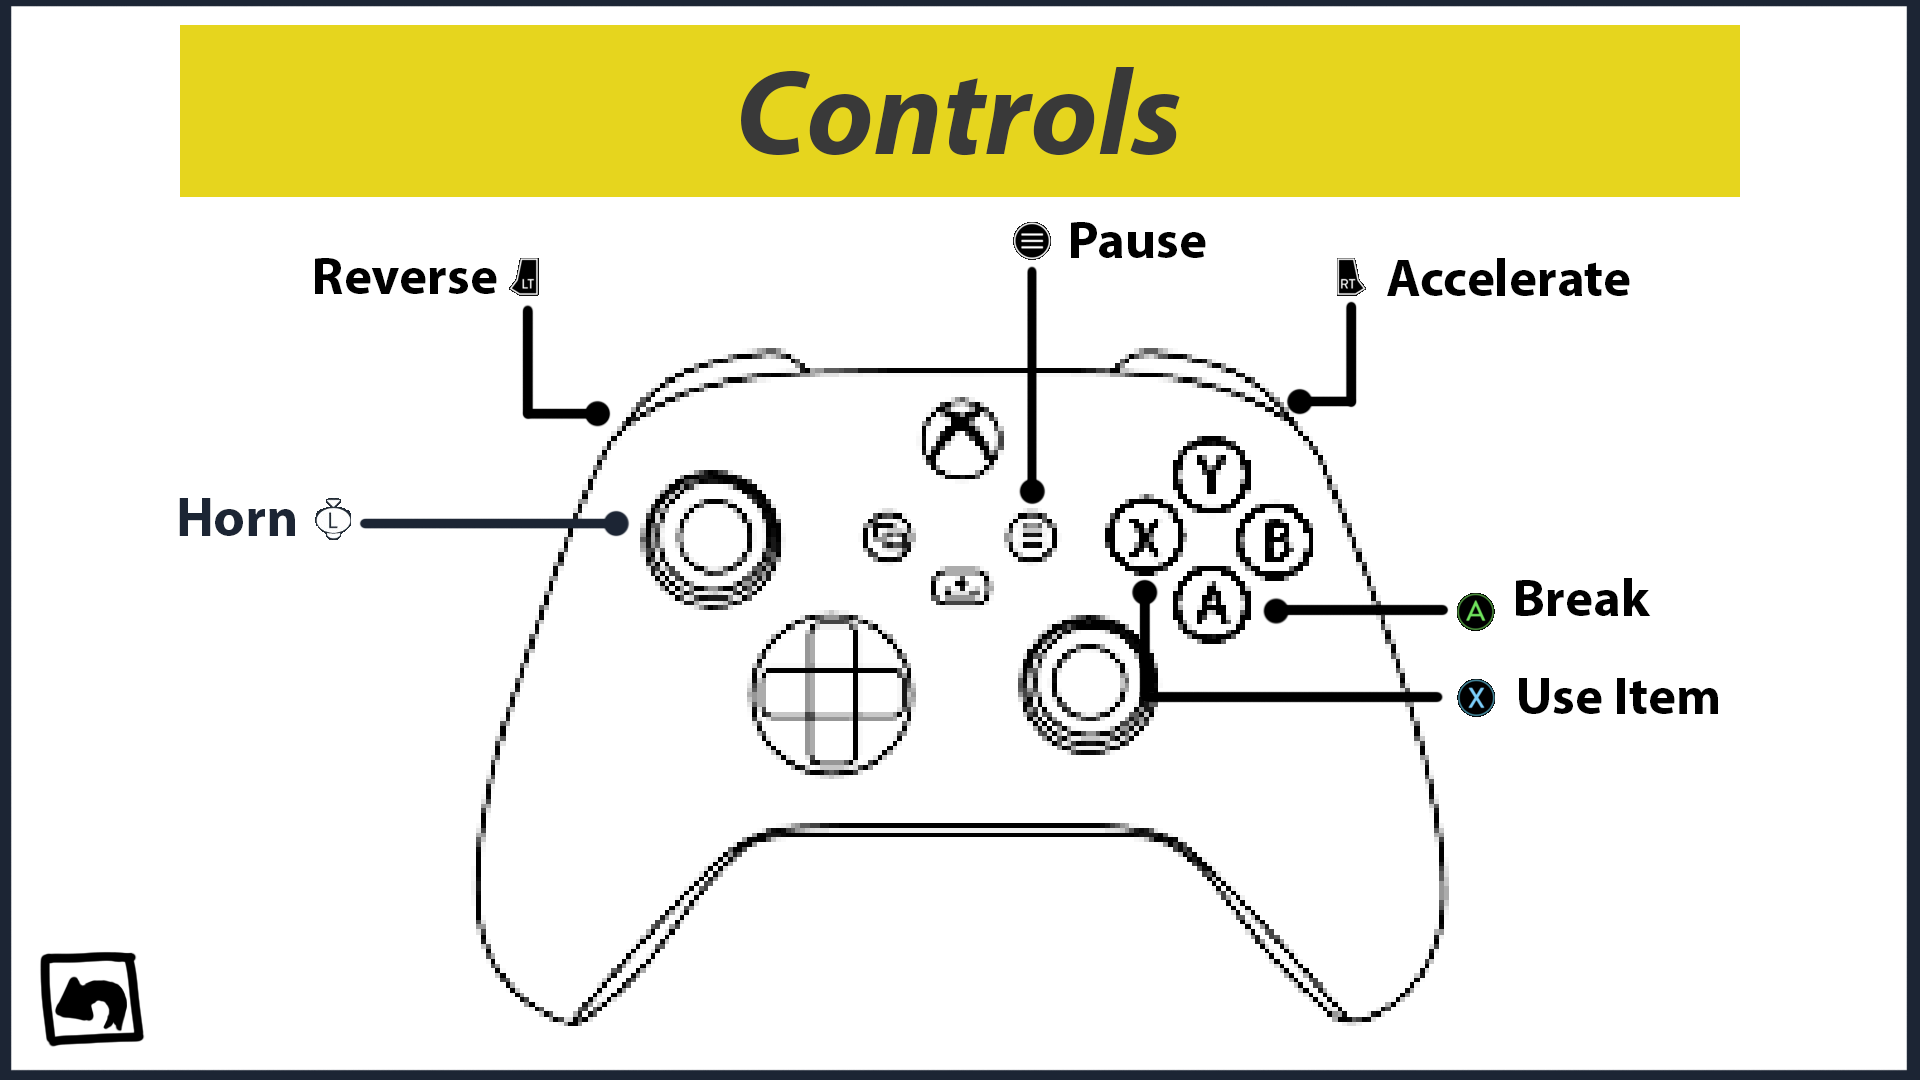 Controls
Pause
Reverse LT
RT Accelerate
Y
Horn L
X
B
A
A Break
X Use Item